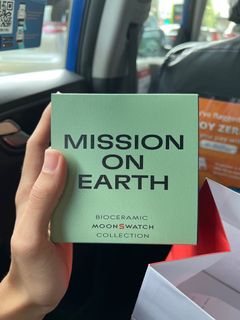 MISSION
ON
EARTH
BIOCERAMIC
MOONSWATCH
COLLECTION